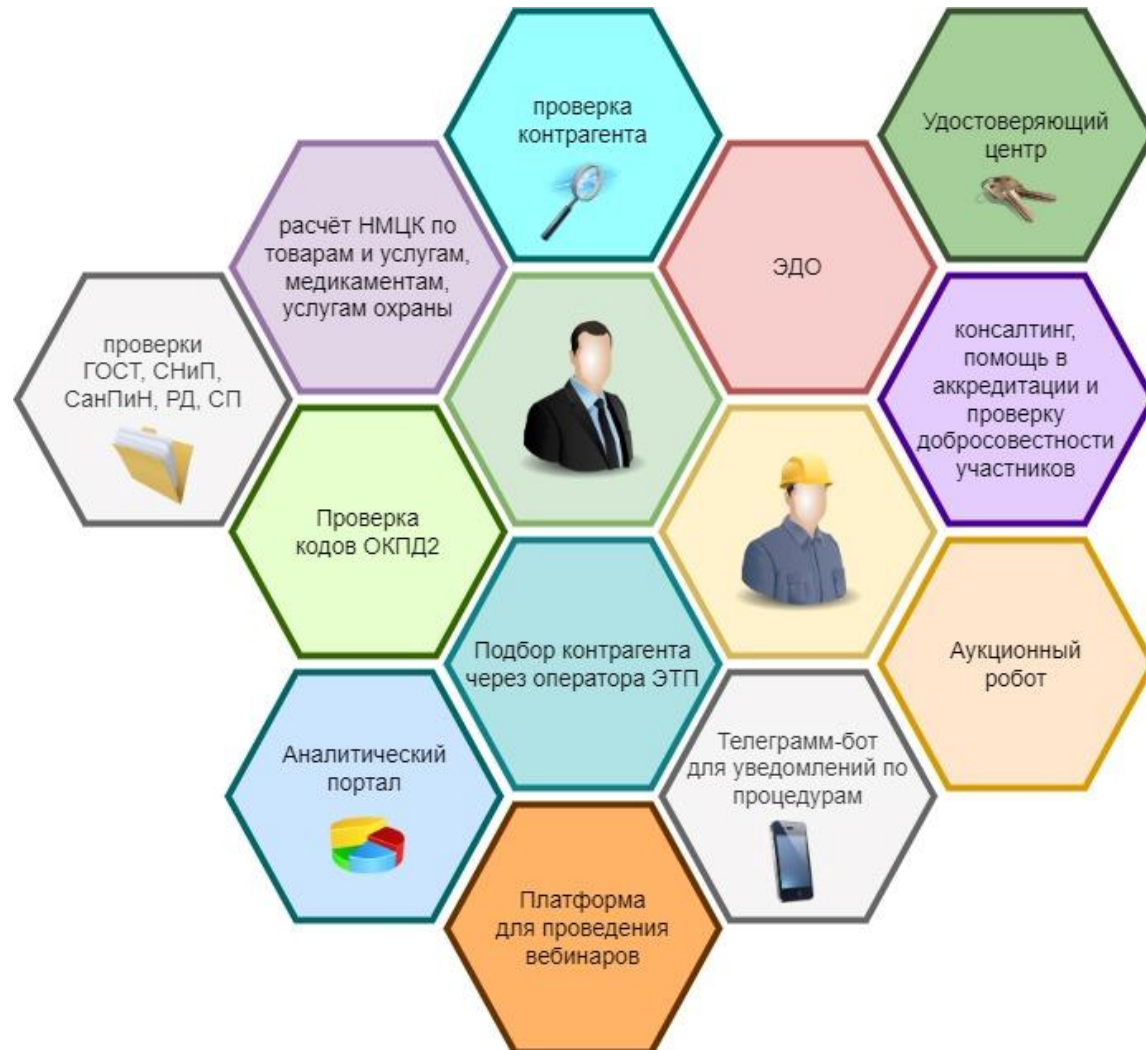 проверка
контрагента
Удостоверяющий
центр
расчёт НМЦК по
товарам и услугам,
медикаментам,
услугам охраны
ЭДО
проверки
ГОСТ, СНиП,
СанПиН, РД, СП
консалтинг,
помощь в
аккредитации и
проверку
добросовестности
участников
Проверка
кодов ОКПД2
Подбор контрагента
через оператора ЭТП
Аукционный
робот
Аналитический
портал
Телеграмм-бот
для уведомлений по
процедурам
Платформа
для проведения
вебинаров